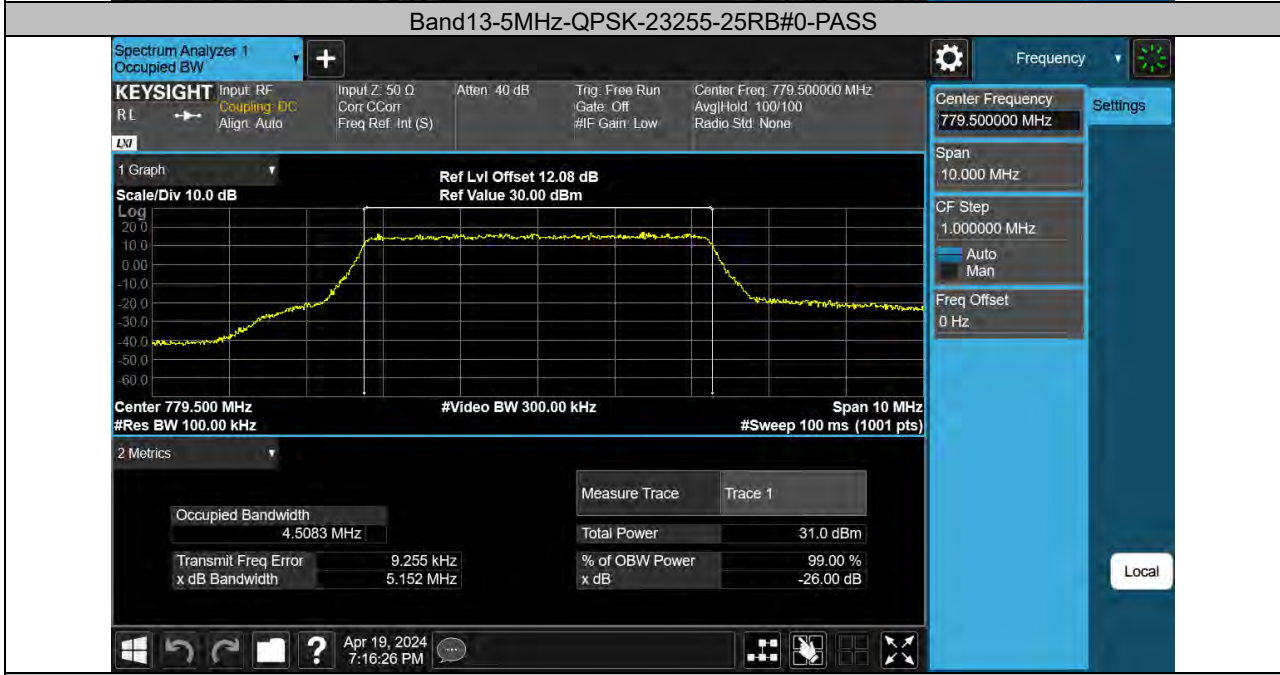 Band13-5MHz-QPSK-23255-25RB#0-PASS
Spectrum Analyzer 1
Occupied BW
+
Frequency
KEYSIGHT
RL
LXI
Input: RF
Coupling: DC
Align: Auto
Input Z: 50 Ω
Corr CCorr
Freq Ref: Int (S)
Atten: 40 dB
Trig: Free Run
Gate: Off
#IF Gain: Low
Center Freq: 779.500000 MHz
Avg|Hold: 100/100
Radio Std: None
Center Frequency
779.500000 MHz
Settings
Span
10.000 MHz
CF Step
1.000000 MHz
Auto
Man
Freq Offset
0 Hz
Local
1 Graph
Scale/Div 10.0 dB
Ref Lvl Offset 12.08 dB
Ref Value 30.00 dBm
Log
20.0
10.0
0.00
-10.0
-20.0
-30.0
-40.0
-50.0
-60.0
Center 779.500 MHz
#Video BW 300.00 kHz
Span 10 MHz
#Res BW 100.00 kHz
#Sweep 100 ms (1001 pts)
2 Metrics
Measure Trace
Trace 1
Occupied Bandwidth
4.5083 MHz
Total Power
31.0 dBm
Transmit Freq Error
9.255 kHz
% of OBW Power
99.00 %
x dB Bandwidth
5.152 MHz
x dB
-26.00 dB
?
Apr 19, 2024
7:16:26 PM